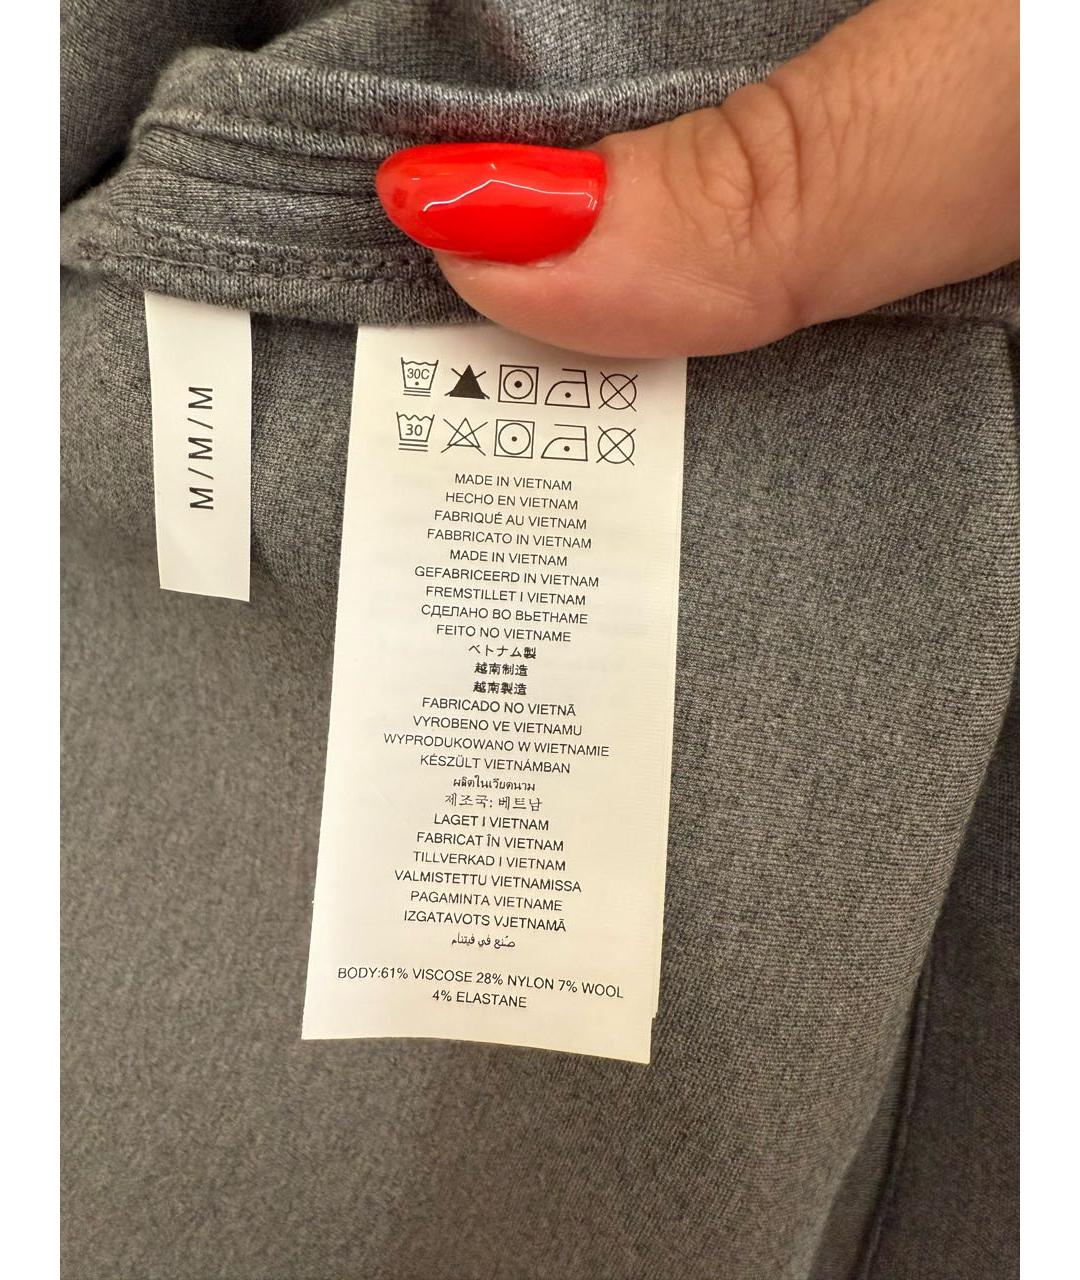 M/M/M
30C
30
MADE IN VIETNAM
HECHO EN VIETNAM
FABRIQUÉ AU VIETNAM
FABBRICATO IN VIETNAM
MADE IN VIETNAM
GEFABRICEERD IN VIETNAM
FREMSTILLET I VIETNAM
СДЕЛАНО ВО ВЬЕТНАМЕ
FEITO NO VIETNAME
ベトナム製
越南制造
越南製造
FABRICADO NO VIETNÃ
VYROBENO VE VIETNAMU
WYPRODUKOWANO W WIETNAMIE
KÉSZÜLT VIETNÁMBAN
ผลิตในเวียดนาม
제조국: 베트남
LAGET I VIETNAM
FABRICAT ÎN VIETNAM
TILLVERKAD I VIETNAM
VALMISTETTU VIETNAMISSA
PAGAMINTA VIETNAME
IZGATAVOTS VJETNAMĀ
صُنع في فيتنام
BODY:61% VISCOSE 28% NYLON 7% WOOL
4% ELASTANE